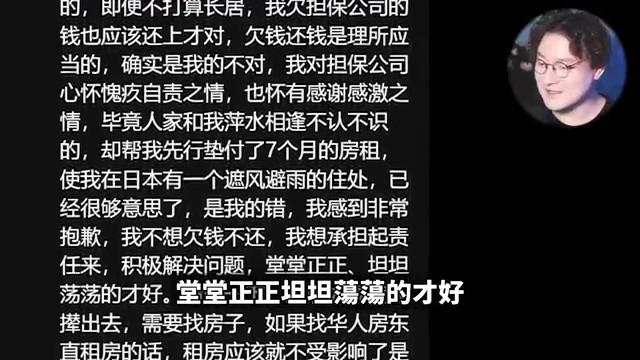 的，即便不打算长居，我欠担保公司的
钱也应该还上才对，欠钱还钱是理所应
当的，确实是我的不对，我对担保公司
心怀愧疚自责之情，也怀有感谢感激之
情，毕竟人家和我萍水相逢不认不识
的，却帮我先行垫付了7个月的房租，
使我在日本有一个遮风避雨的住处，已
经很够意思了，是我的错，我感到非常
抱歉，我不想欠钱不还，我想承担起责
任来，积极解决问题，堂堂正正、坦坦
荡荡的才好。
堂堂正正坦坦蕩蕩的才好
撵出去，需要找房子，如果找华人房东
直租房的话，租房应该就不受影响了是